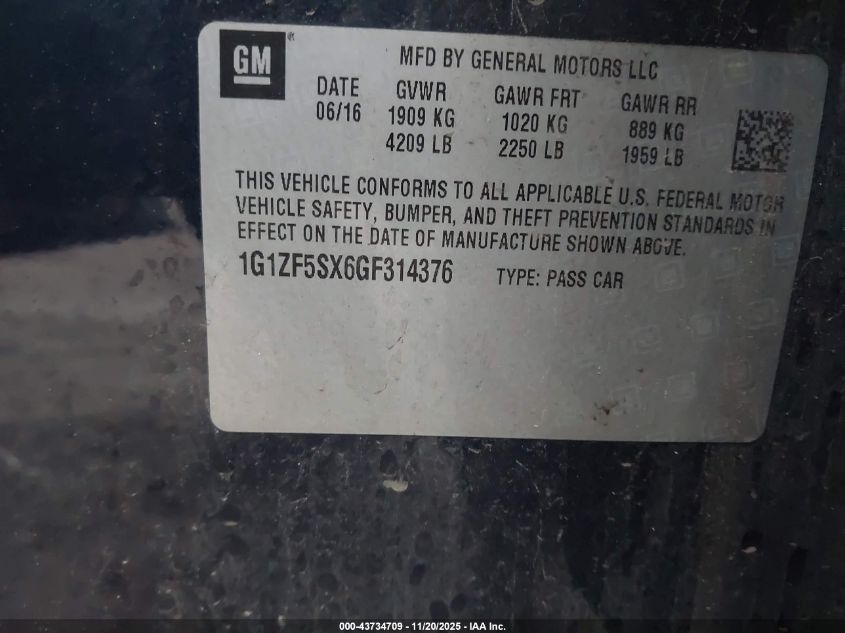 GM
MFD BY GENERAL MOTORS LLC
DATE GVWR GAWR FRT GAWR RR
06/16 1909 KG 1020 KG 889 KG
4209 LB 2250 LB 1959 LB
THIS VEHICLE CONFORMS TO ALL APPLICABLE U.S. FEDERAL MOTOR
VEHICLE SAFETY, BUMPER, AND THEFT PREVENTION STANDARDS IN
EFFECT ON THE DATE OF MANUFACTURE SHOWN ABOVE.
1G1ZF5SX6GF314376 TYPE: PASS CAR
000-43734709 - 11/20/2025 - IAA Inc.